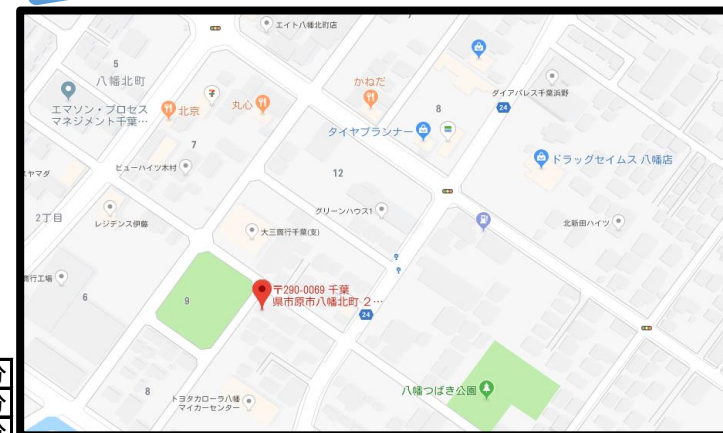 エイト八幡北町店
5
八幡北町
エマソン・プロセス
マネジメント千葉…
北京
丸心
かねだ
8
ダイアパレス千葉浜野
24
タイヤプランナー
ドラッグセイムス 八幡店
7
ヤマダ
ビューハイツ木村
12
2丁目
レジデンス伊藤
グリーンハウス1
北新田ハイツ
大三商行千葉(支)
商行工場
6
9
〒290-0069 千葉
県市原市八幡北町 2…
24
8
トヨタカローラ八幡
マイカーセンター
八幡つばき公園
分
分